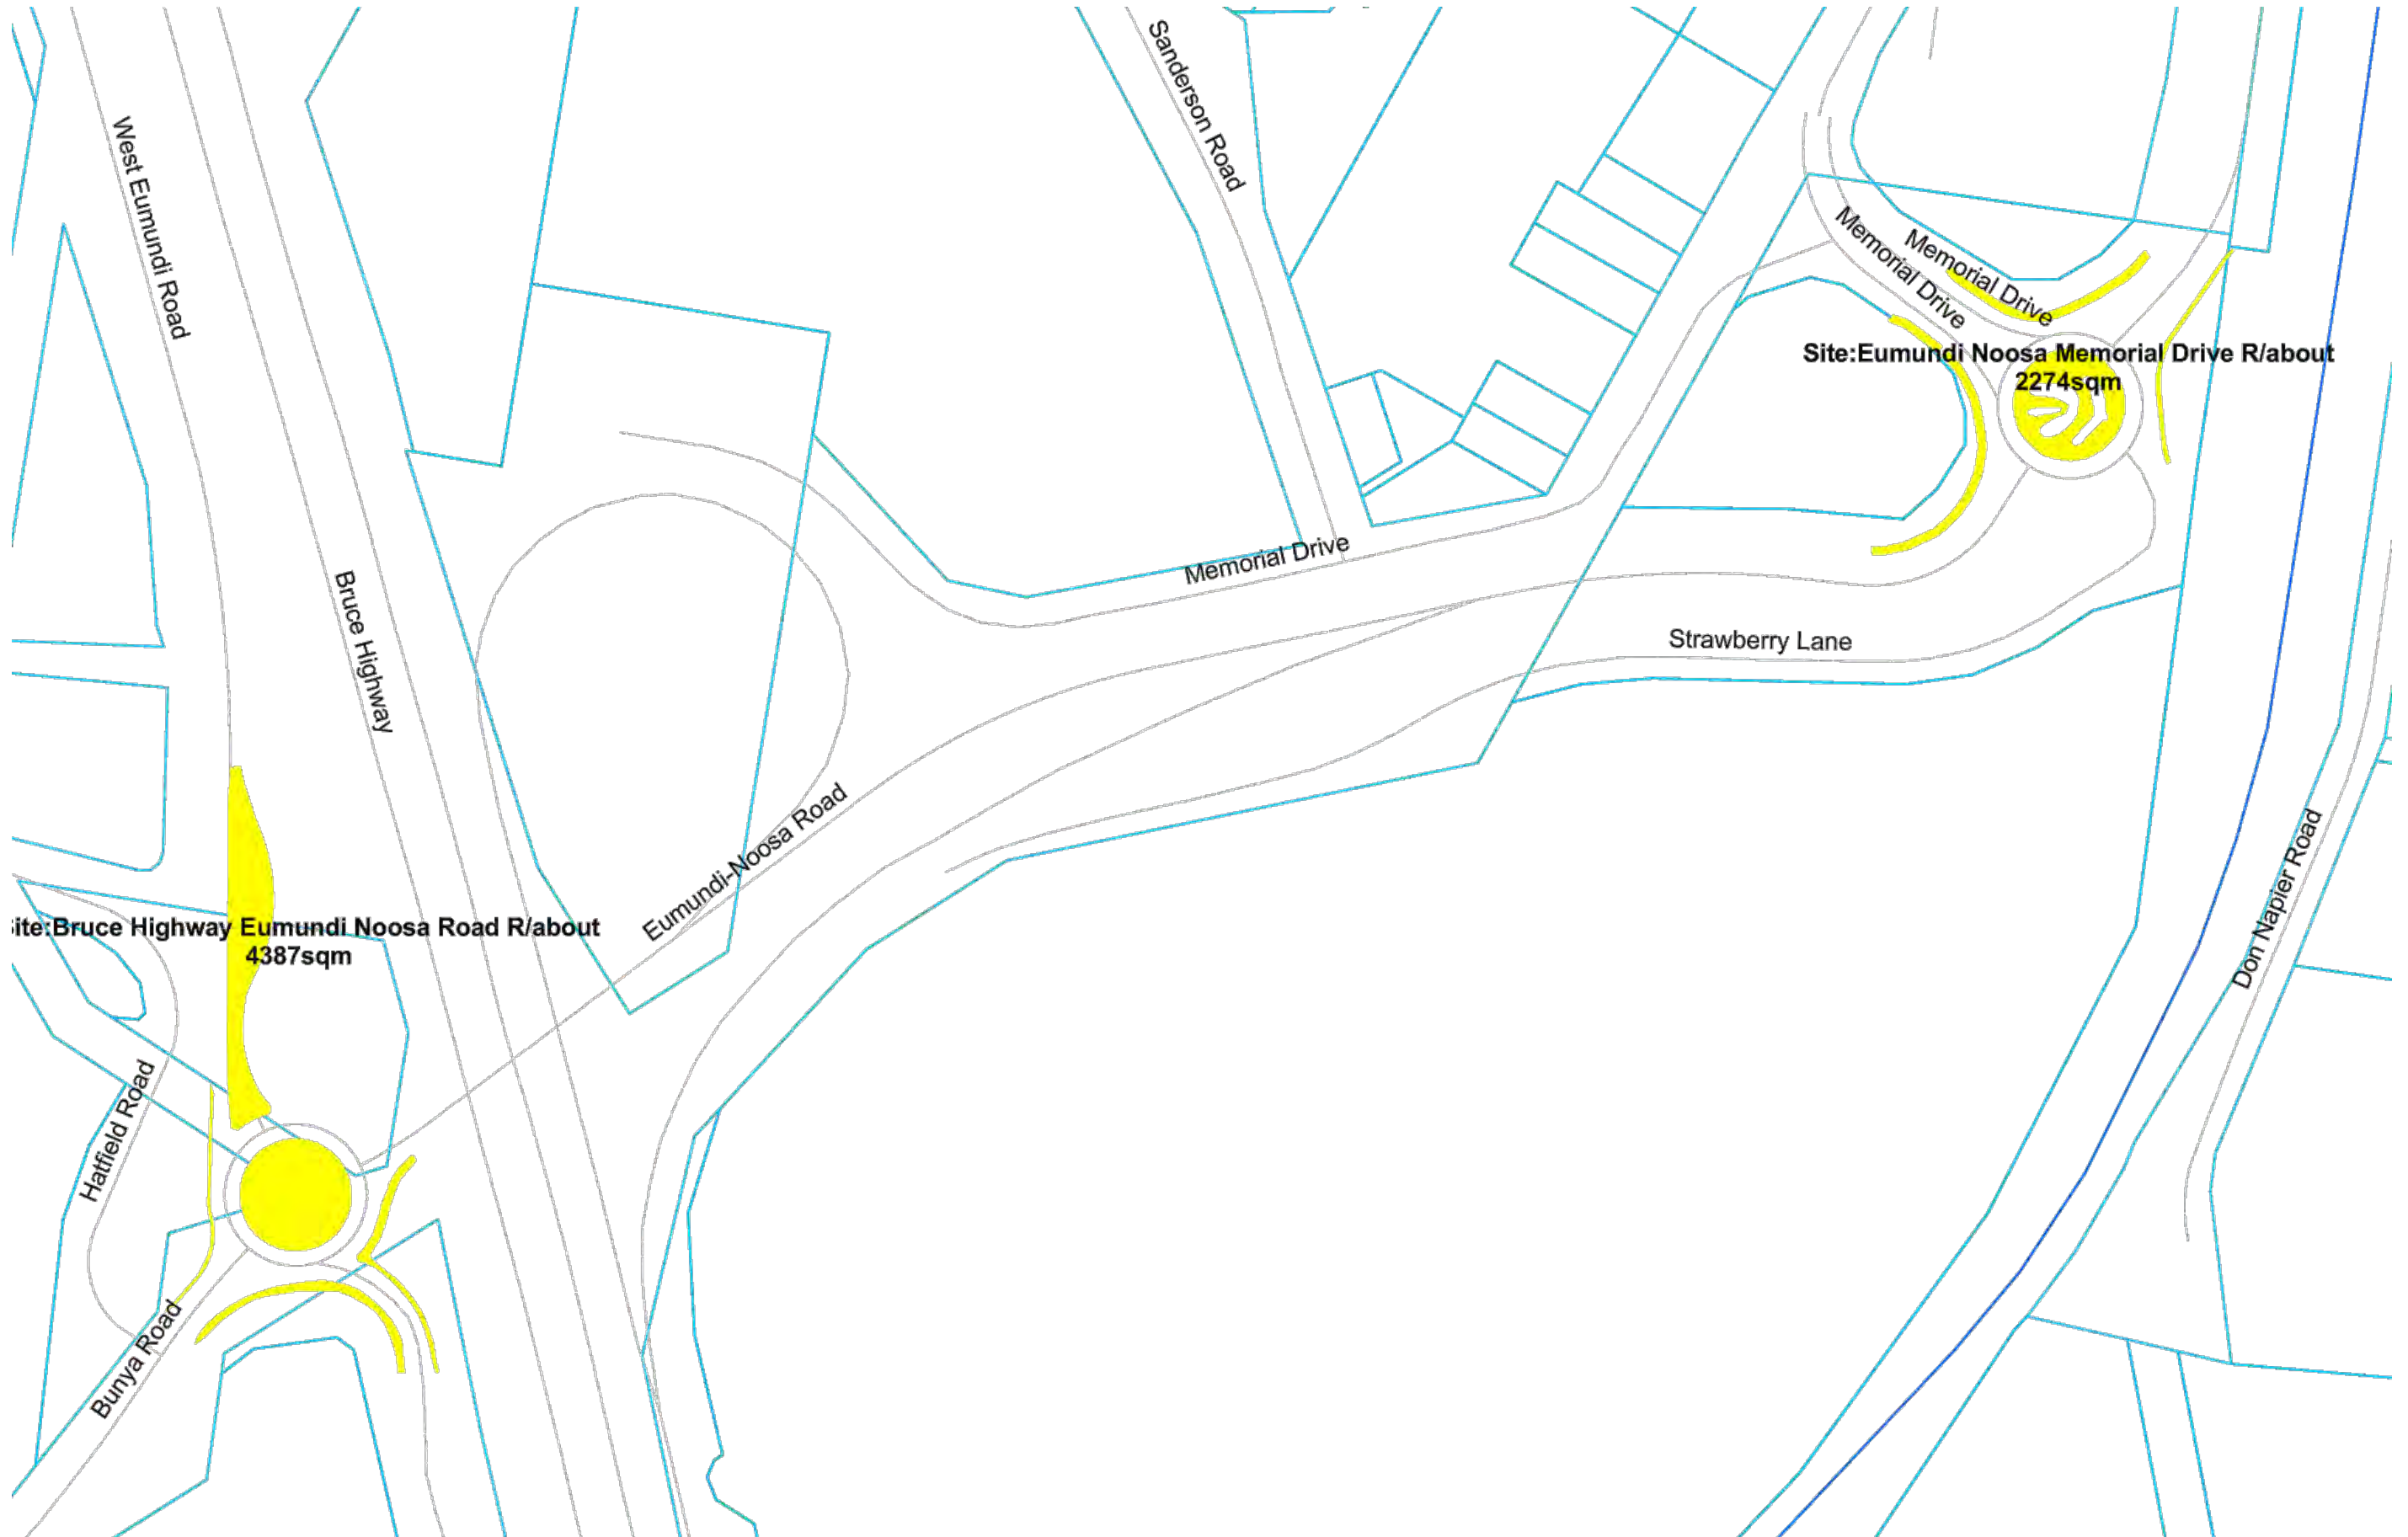 Sanderson Road
West Eumundi Road
Memorial Drive
Memorial Drive
Site:Eumundi Noosa Memorial Drive R/about
2274sqm
Memorial Drive
Bruce Highway
Strawberry Lane
Eumundi-Noosa Road
Don Napier Road
ite:Bruce Highway Eumundi Noosa Road R/about
4387sqm
Hatfield Road
Bunya Road